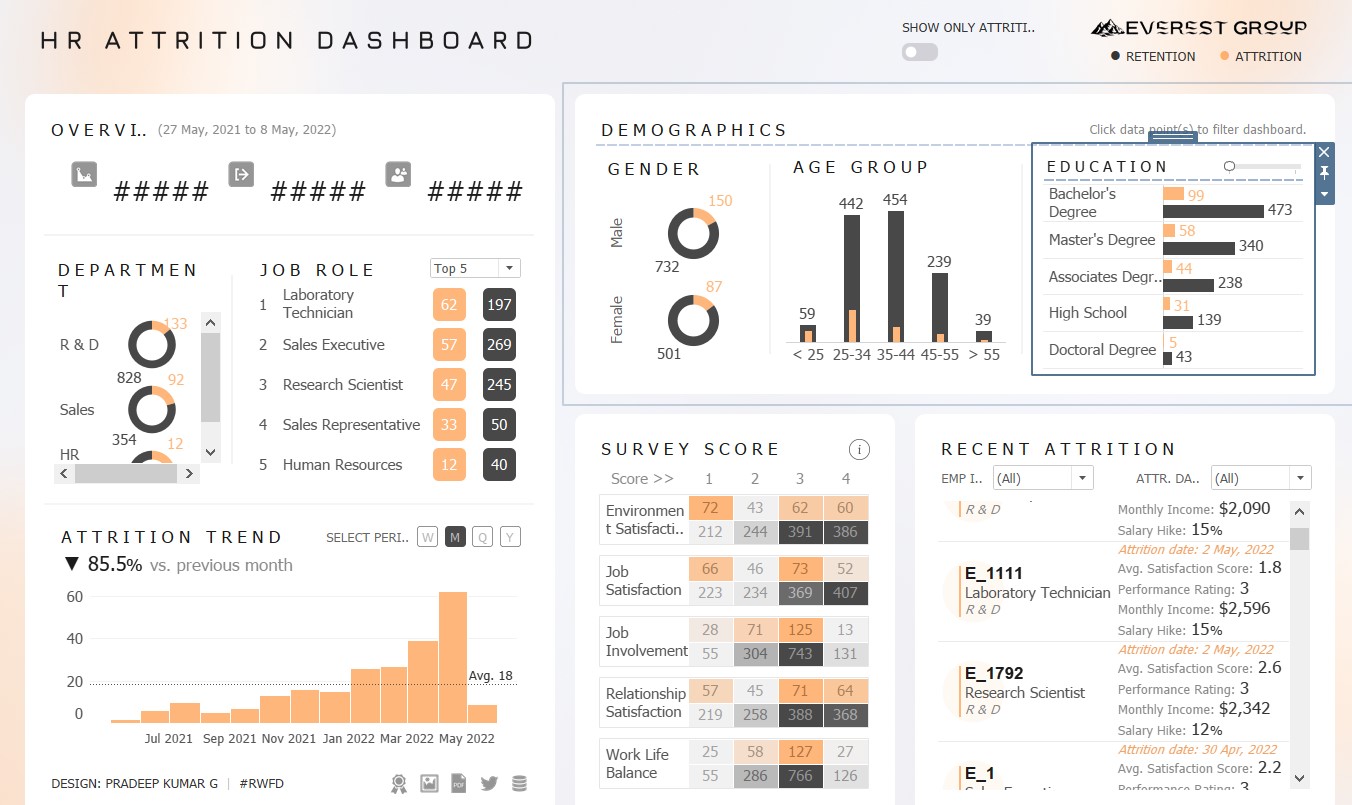 HR ATTRITION DASHBOARD
SHOW ONLY ATTRITI..
EVEREST GROUP
RETENTION ATTRITION
OVERVI.. (27 May, 2021 to 8 May, 2022)
##### ##### #####
DEPARTMEN
T
R & D 133
828
Sales 92
354
HR 12
JOB ROLE Top 5
1 Laboratory
Technician 62 197
2 Sales Executive 57 269
3 Research Scientist 47 245
4 Sales Representative 33 50
5 Human Resources 12 40
ATTRITION TREND SELECT PERI.. W M Q Y
▼ 85.5% vs. previous month
60
40
20
0
Avg. 18
Jul 2021 Sep 2021 Nov 2021 Jan 2022 Mar 2022 May 2022
DESIGN: PRADEEP KUMAR G | #RWFD
PDF
DEMOGRAPHICS Click data point(s) to filter dashboard.
GENDER
Male 150
732
Female 87
501
AGE GROUP
59 442 454 239 39
< 25 25-34 35-44 45-55 > 55
EDUCATION
Bachelor's
Degree 99
473
Master's Degree 58
340
Associates Degr.. 44
238
High School 31
139
Doctoral Degree 5
43
SURVEY SCORE i
Score >> 1 2 3 4
Environmen
t Satisfacti..
72 43 62 60
212 244 391 386
Job
Satisfaction
66 46 73 52
223 234 369 407
Job
Involvement
28 71 125 13
55 304 743 131
Relationship
Satisfaction
57 45 71 64
219 258 388 368
Work Life
Balance
25 58 127 27
55 286 766 126
RECENT ATTRITION
EMP I.. (All) ATTR. DA.. (All)
R & D
Monthly Income: $2,090
Salary Hike: 15%
Attrition date: 2 May, 2022
E_1111
Laboratory Technician
R & D
Avg. Satisfaction Score: 1.8
Performance Rating: 3
Monthly Income: $2,596
Salary Hike: 15%
Attrition date: 2 May, 2022
E_1792
Research Scientist
R & D
Avg. Satisfaction Score: 2.6
Performance Rating: 3
Monthly Income: $2,342
Salary Hike: 12%
Attrition date: 30 Apr, 2022
E_1
Avg. Satisfaction Score: 2.2
Performance Rating: 3